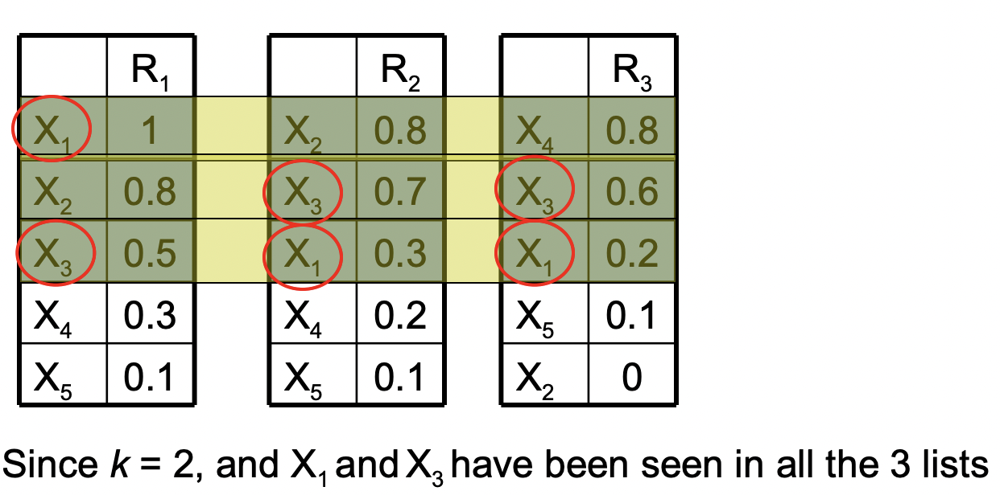 R₁ R₂ R₃
X₁ 1 X₂ 0.8 X₄ 0.8
X₂ 0.8 X₃ 0.7 X₃ 0.6
X₃ 0.5 X₁ 0.3 X₁ 0.2
X₄ 0.3 X₄ 0.2 X₅ 0.1
X₅ 0.1 X₅ 0.1 X₂ 0
Since k = 2, and X₁ and X₃ have been seen in all the 3 lists